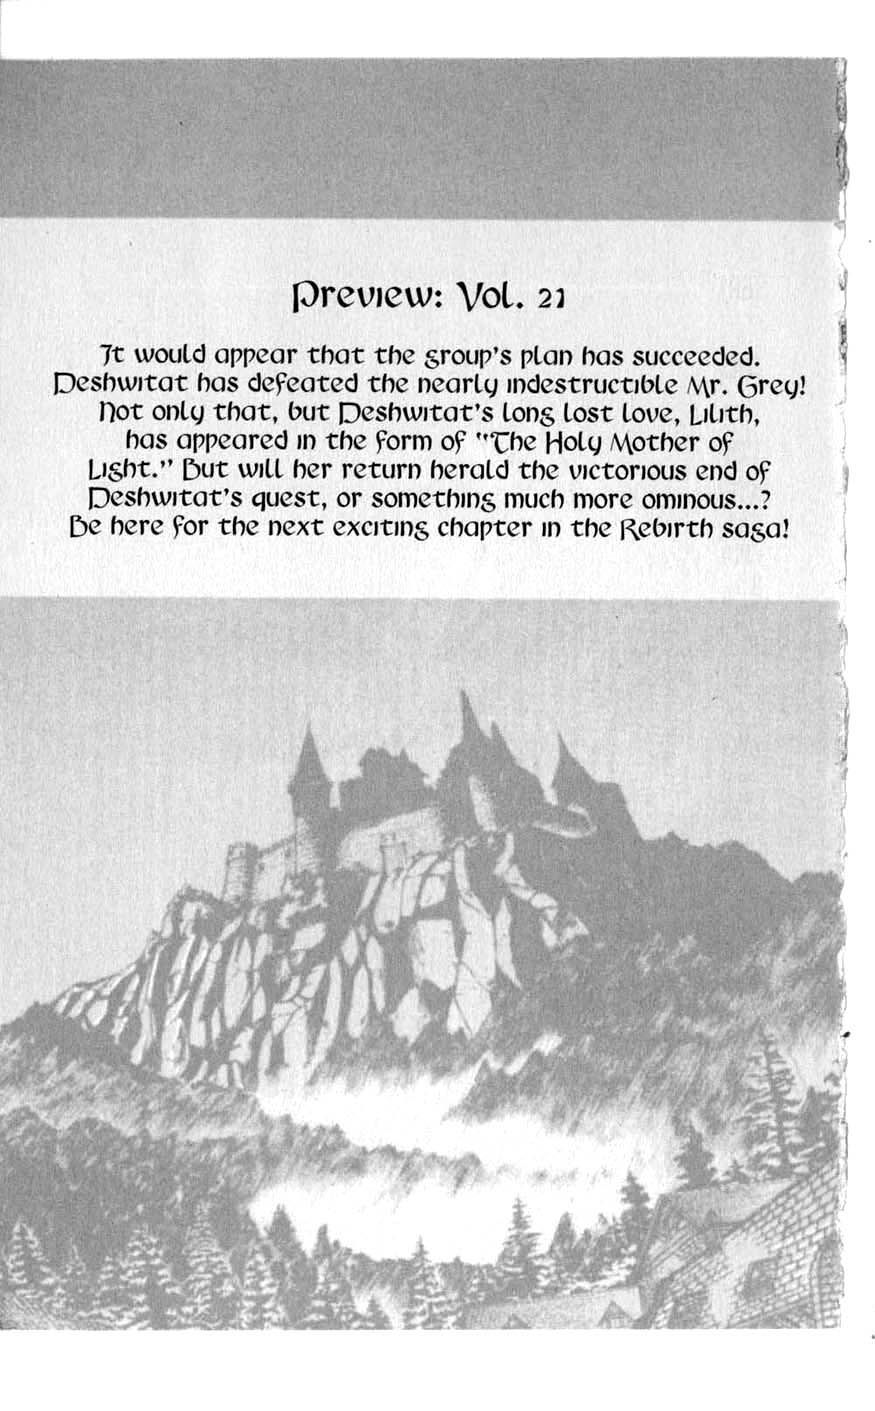 Preview: Vol. 21
It would appear that the group's plan has succeeded.
Deshwitat has defeated the nearly indestructible Mr. Grey!
Not only that, but Deshwitat's long lost love, Lilith,
has appeared in the form of "The Holy Mother of
Light." But will her return herald the victorious end of
Deshwitat's quest, or something much more ominous...?
Be here for the next exciting chapter in the Rebirth saga!